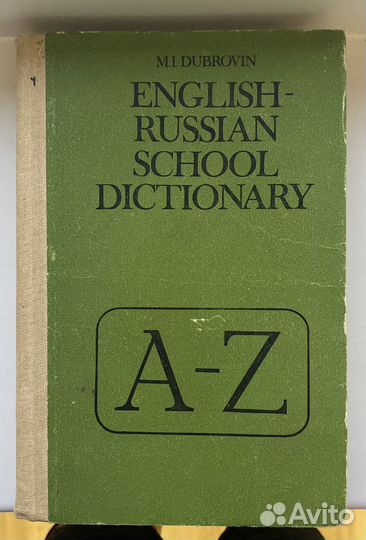 M.I. DUBROVIN
ENGLISH-
RUSSIAN
SCHOOL
DICTIONARY
A-Z
Avito